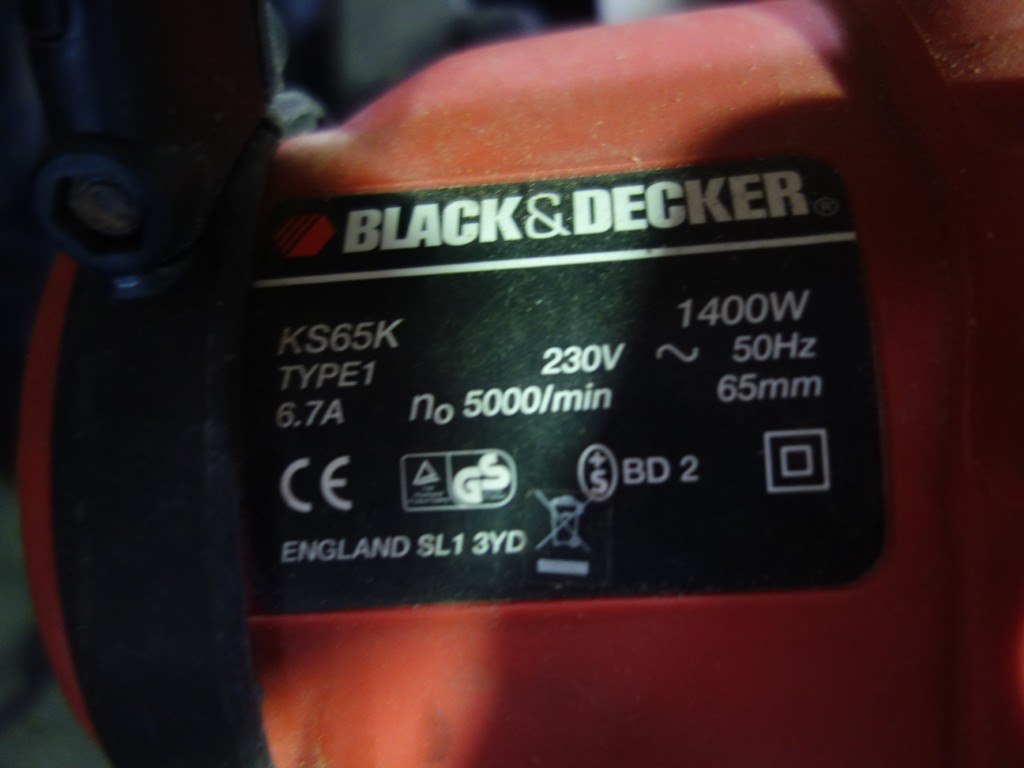 BLACK&DECKER®
KS65K 1400W
TYPE1 230V ~ 50Hz
6.7A no 5000/min 65mm
CE GS +S BD 2
ENGLAND SL1 3YD